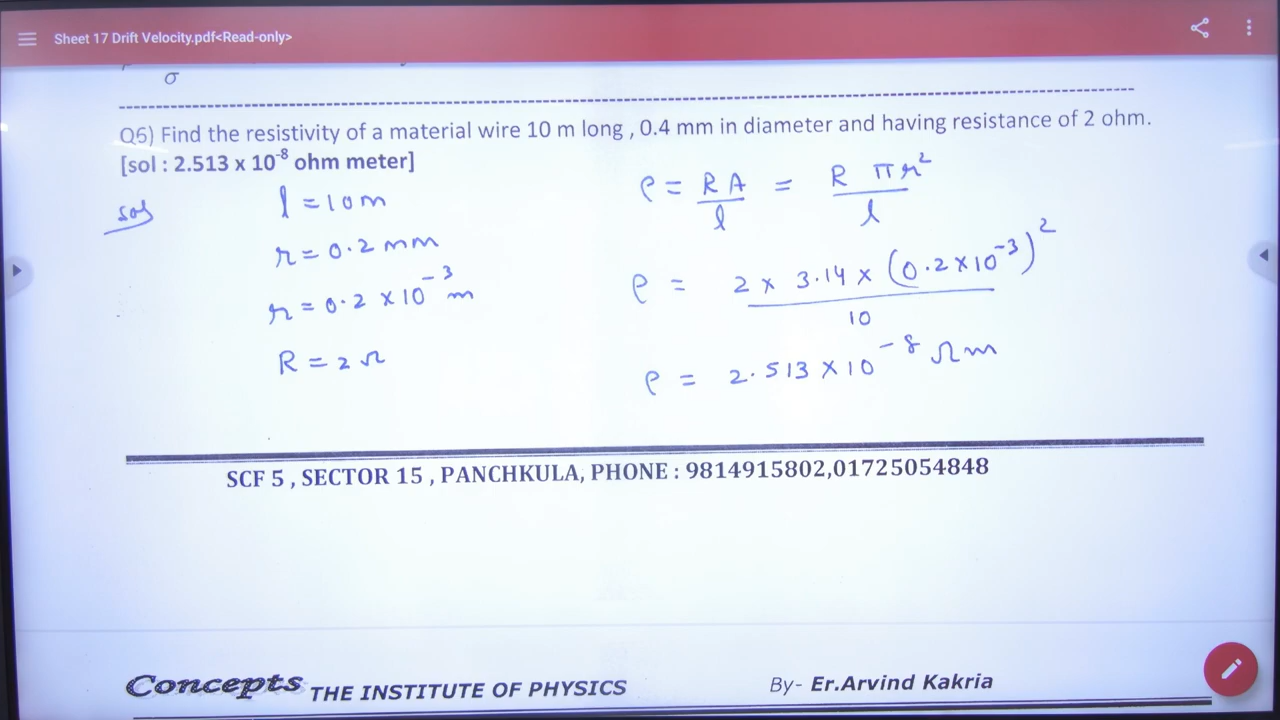 Sheet 17 Drift Velocity.pdf<Read-only>
σ
Q5) Find the resistivity of a material wire 10 m long , 0.4 mm in diameter and having resistance of 2 ohm.
[sol : 2.513 x 10⁻⁸ ohm meter]
Sol
l = 10 m
r = 0.2 mm
r = 0.2 × 10⁻³ m
R = 2 Ω
ρ = RA/l = R πr²/l
ρ = 2 × 3.14 × (0.2×10⁻³)²/10
ρ = 2.513 × 10⁻⁸ Ωm
SCF 5 , SECTOR 15 , PANCHKULA, PHONE : 9814915802,01725054848
Concepts THE INSTITUTE OF PHYSICS By- Er.Arvind Kakria